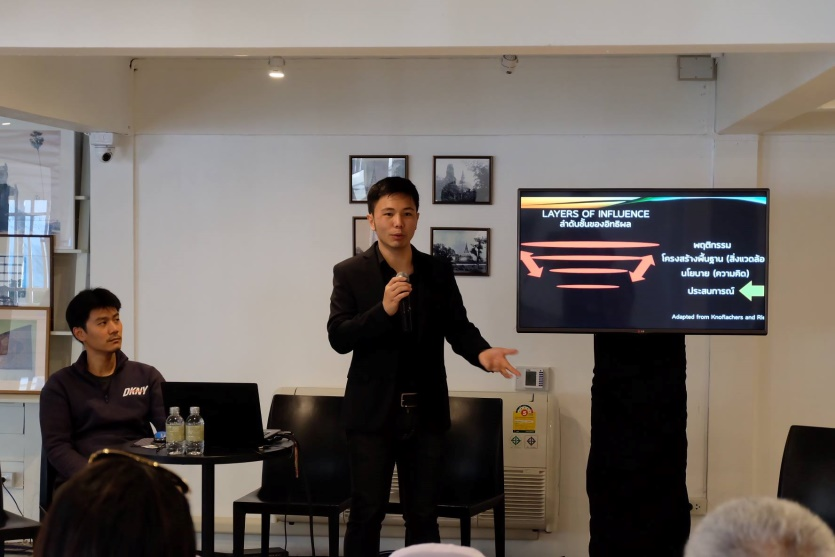 LAYERS OF INFLUENCE
ลำดับชั้นของอิทธิพล
พฤติกรรม
โครงสร้างพื้นฐาน (สิ่งแวดล้อ
นโยบาย (ความคิด)
ประสบการณ์
Adapted from Knoflachers and Rie
DKNY